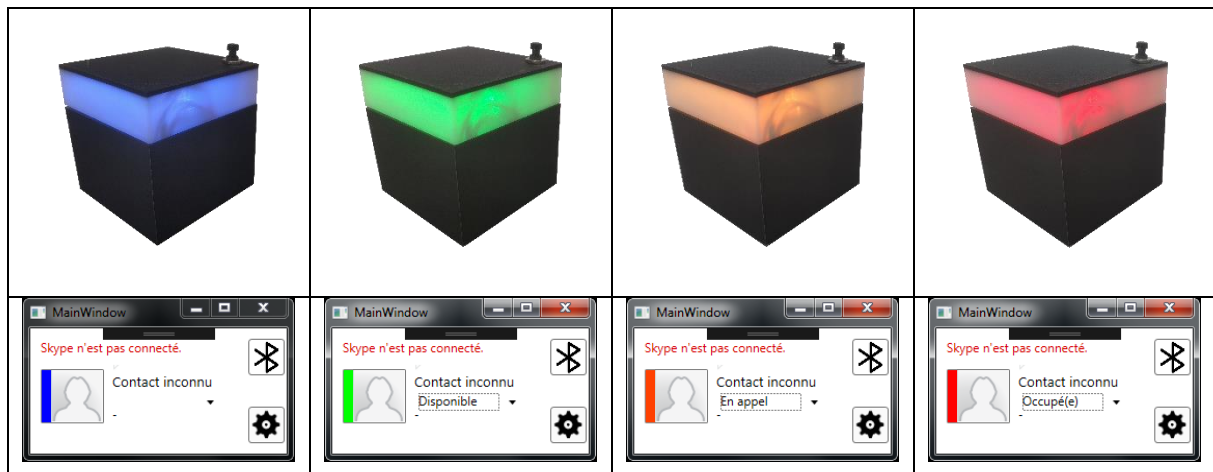 MainWindow
Skype n'est pas connecté.
Contact inconnu
-
MainWindow
Skype n'est pas connecté.
Contact inconnu
Disponible
-
MainWindow
Skype n'est pas connecté.
Contact inconnu
En appel
-
MainWindow
Skype n'est pas connecté.
Contact inconnu
Occupé(e)
-